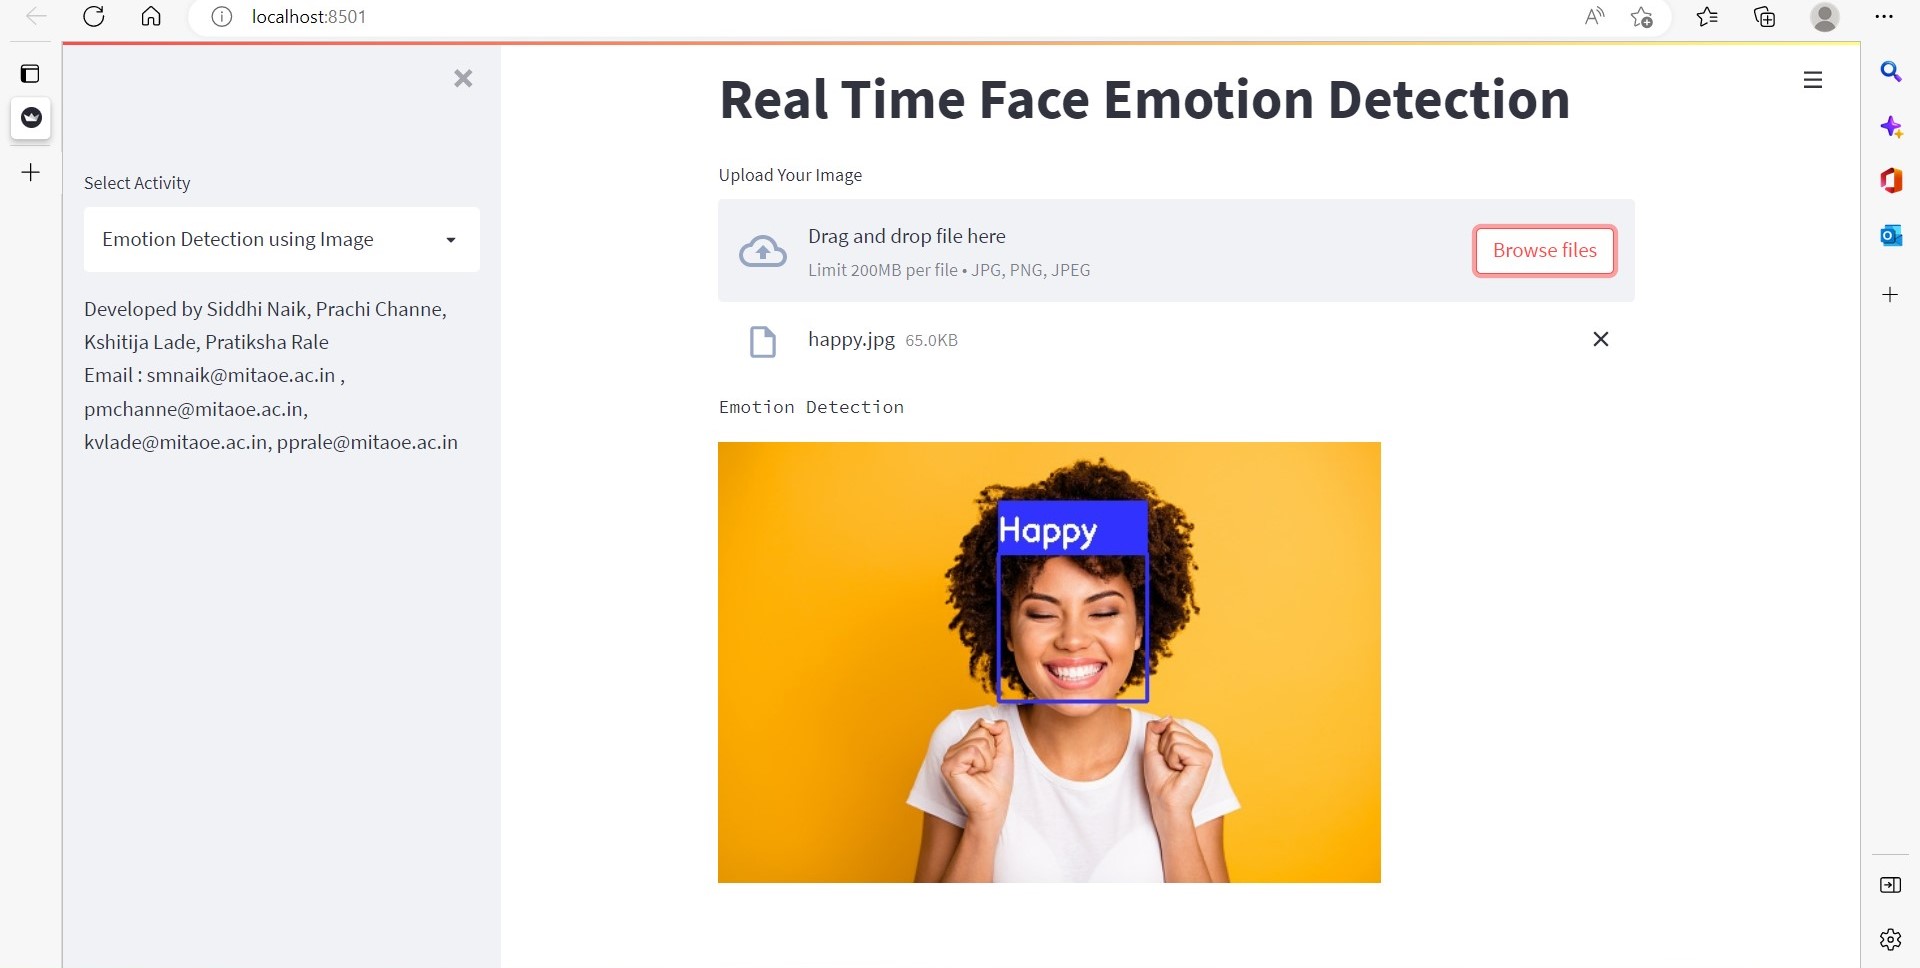 localhost:8501
Select Activity
Emotion Detection using Image
Developed by Siddhi Naik, Prachi Channe,
Kshitija Lade, Pratiksha Rale
Email : smnaik@mitaoe.ac.in ,
pmchanne@mitaoe.ac.in,
kvlade@mitaoe.ac.in, pprale@mitaoe.ac.in
Real Time Face Emotion Detection
Upload Your Image
Drag and drop file here
Limit 200MB per file • JPG, PNG, JPEG
Browse files
happy.jpg 65.0KB
Emotion Detection
Happy